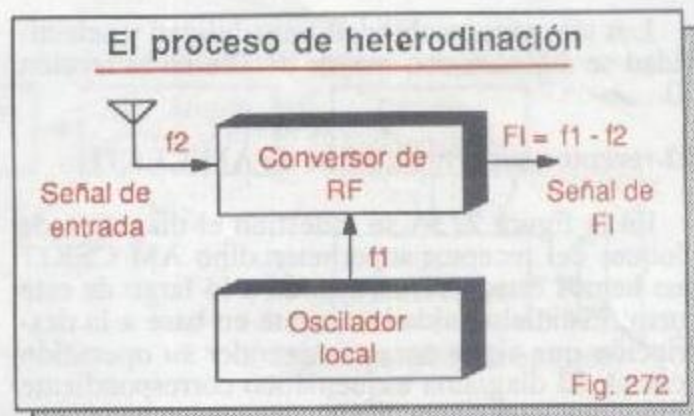 El proceso de heterodinación
f2
Conversor de
RF
FI = f1 - f2
Señal de
entrada
Señal de
FI
f1
Oscilador
local
Fig. 272